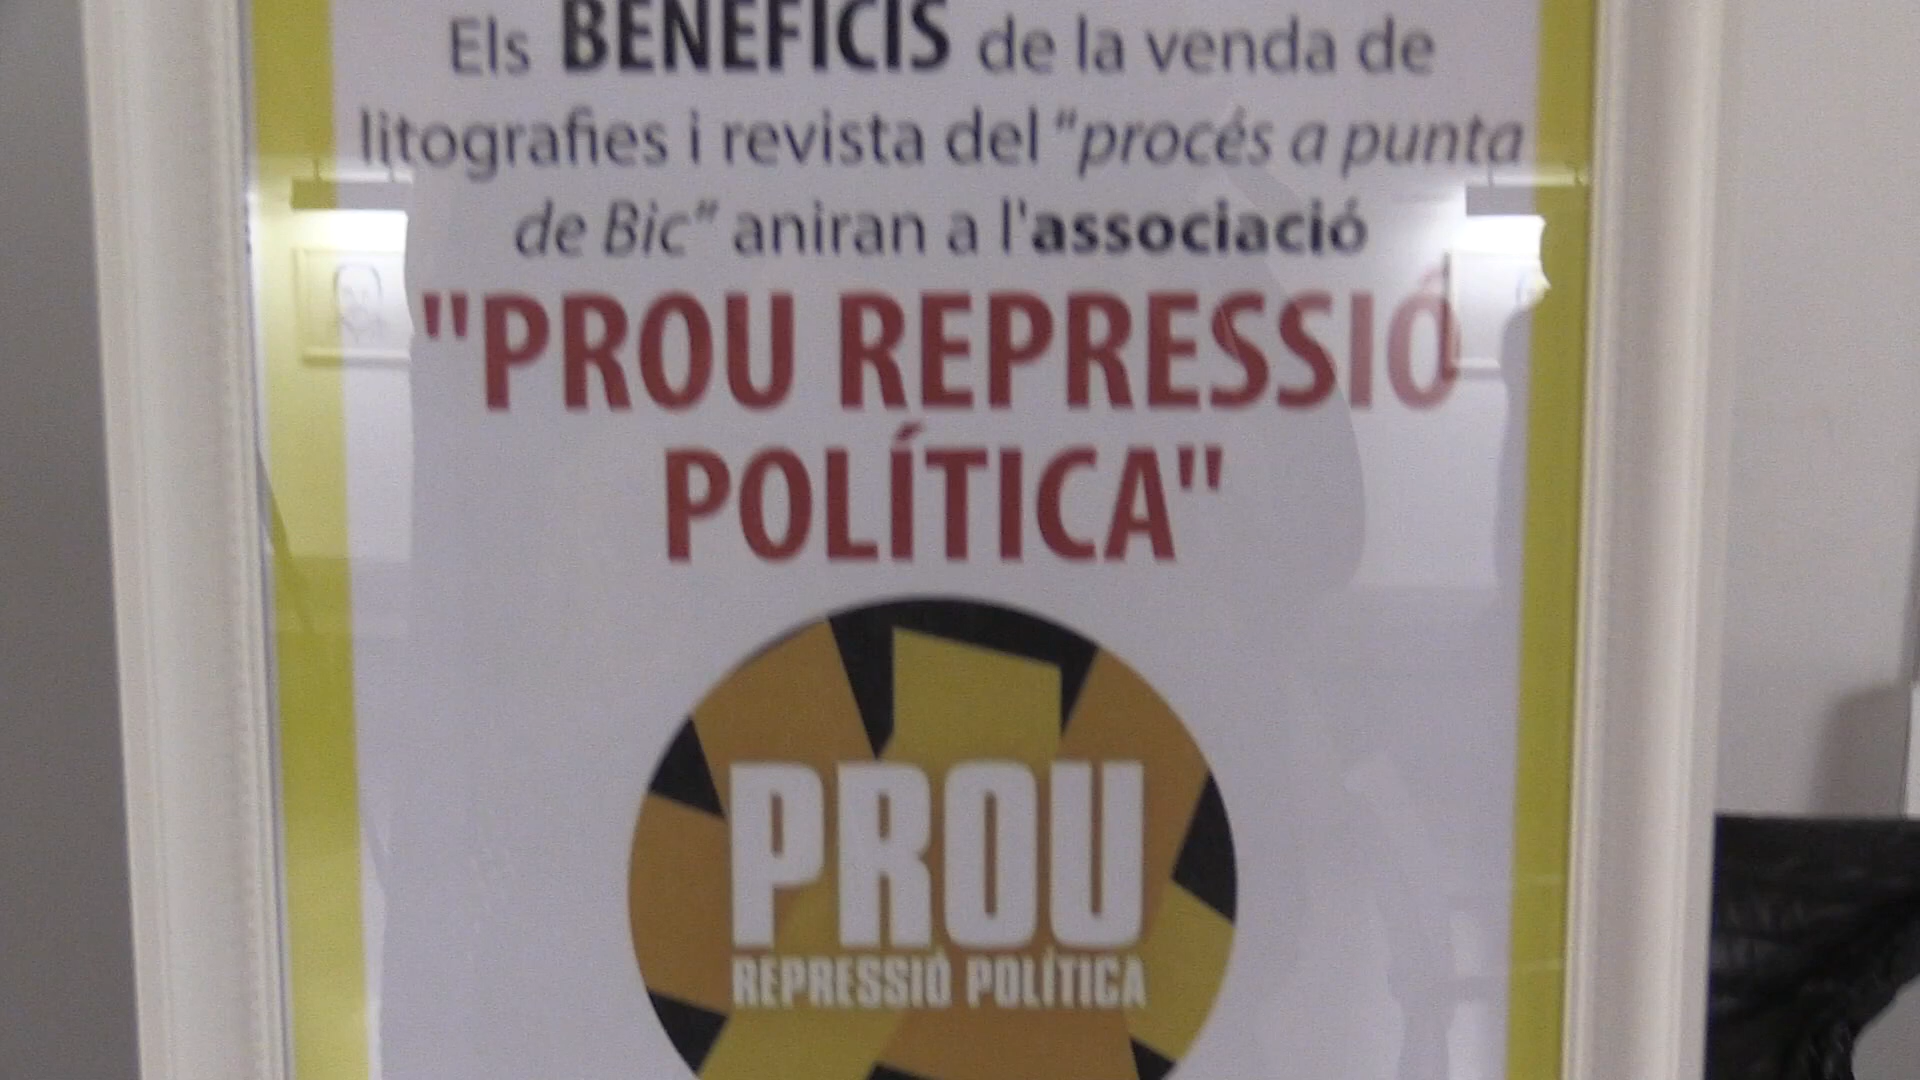 Els BENEFICIS de la venda de
litografies i revista del "procés a punta
de Bic" aniran a l'associació
"PROU REPRESSIÓ
POLÍTICA"
PROU
REPRESSIÓ POLÍTICA